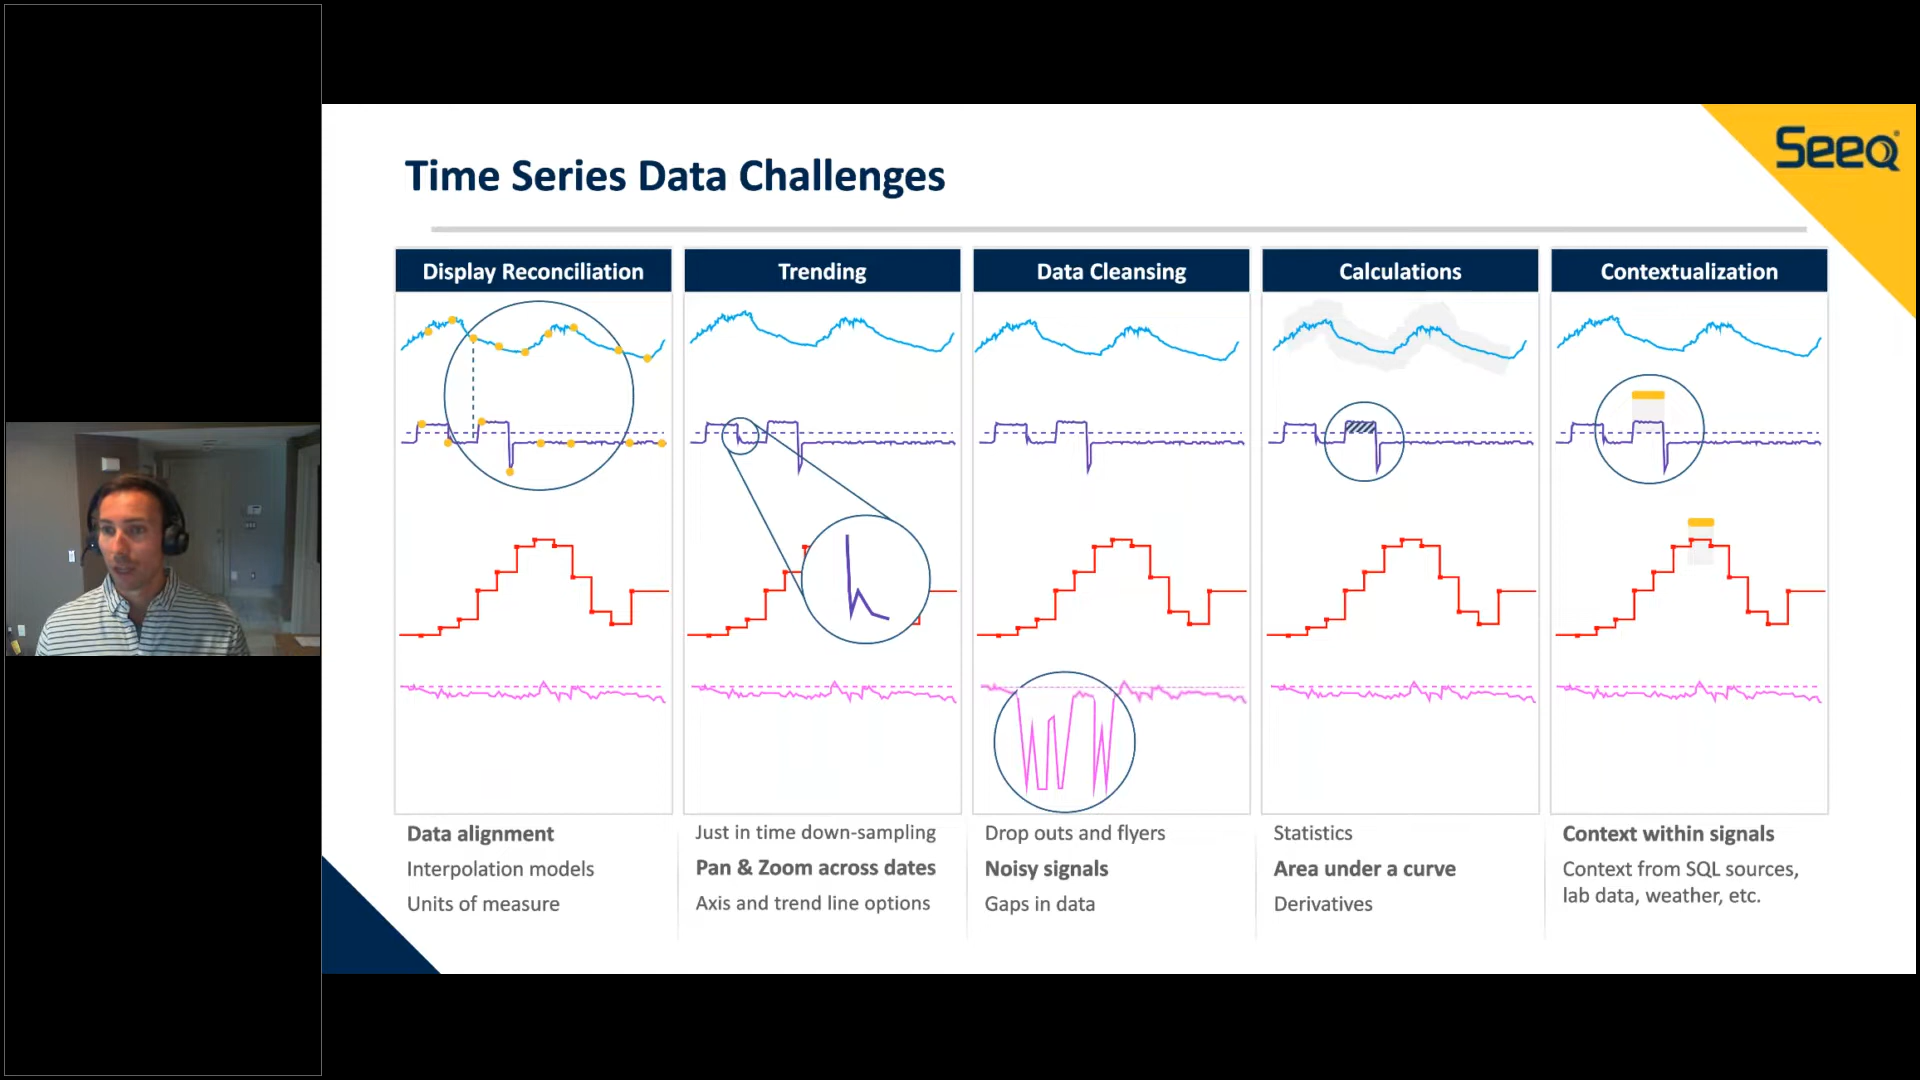 Seeq
Time Series Data Challenges
Display Reconciliation
Trending
Data Cleansing
Calculations
Contextualization
Data alignment
Interpolation models
Units of measure
Just in time down-sampling
Pan & Zoom across dates
Axis and trend line options
Drop outs and flyers
Noisy signals
Gaps in data
Statistics
Area under a curve
Derivatives
Context within signals
Context from SQL sources,
lab data, weather, etc.